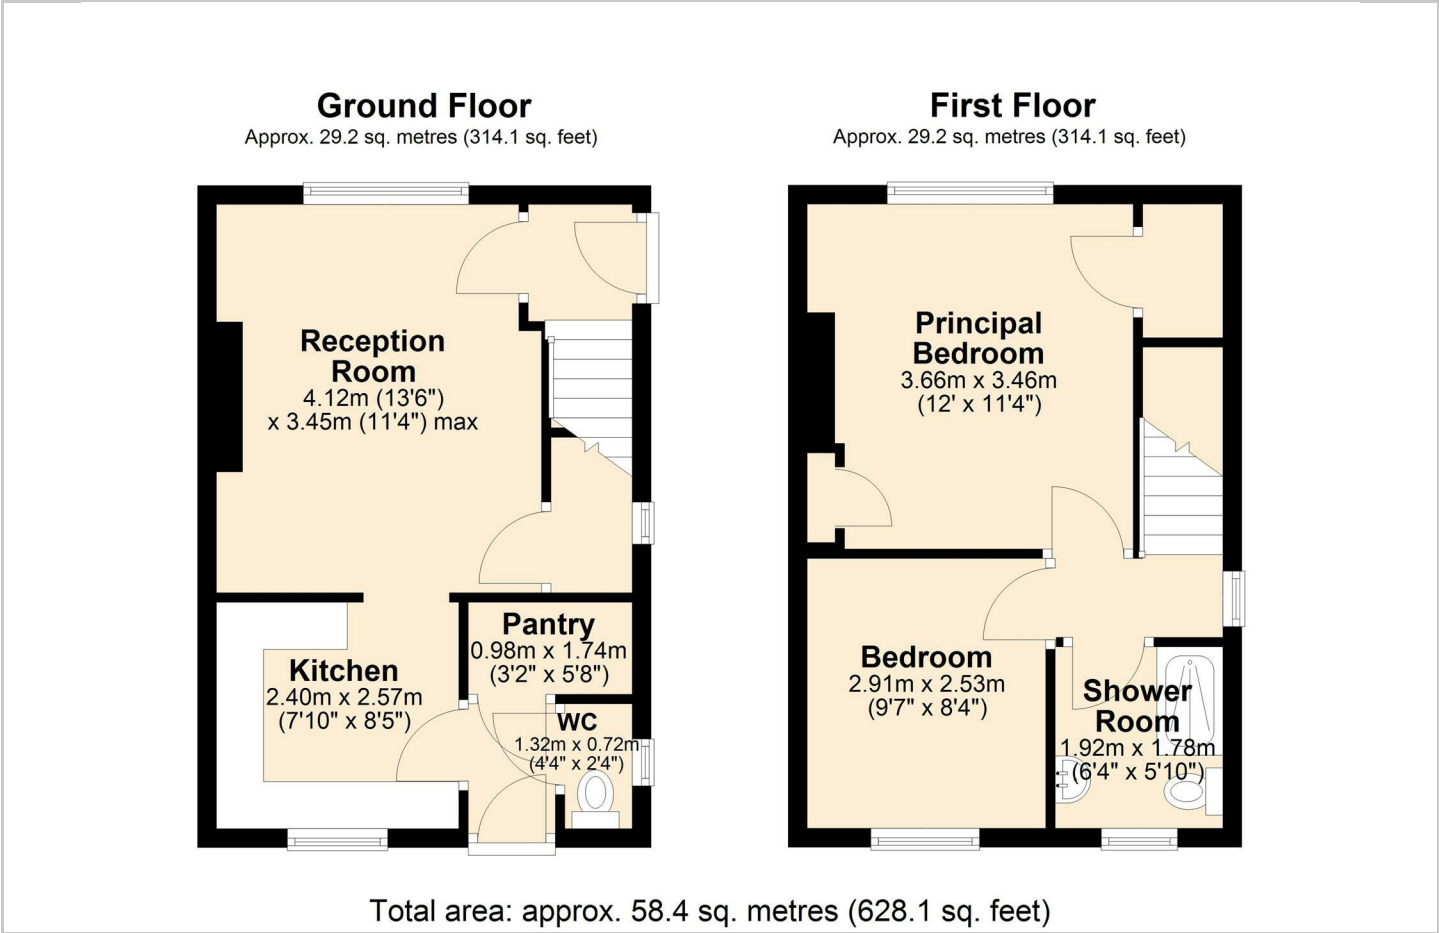 Ground Floor
Approx. 29.2 sq. metres (314.1 sq. feet)
Reception
Room
4.12m (13'6")
x 3.45m (11'4") max
Kitchen
2.40m x 2.57m
(7'10" x 8'5")
Pantry
0.98m x 1.74m
(3'2" x 5'8")
WC
1.32m x 0.72m
(4'4" x 2'4")
First Floor
Approx. 29.2 sq. metres (314.1 sq. feet)
Principal
Bedroom
3.66m x 3.46m
(12' x 11'4")
Bedroom
2.91m x 2.53m
(9'7" x 8'4")
Shower
Room
1.92m x 1.78m
(6'4" x 5'10")
Total area: approx. 58.4 sq. metres (628.1 sq. feet)